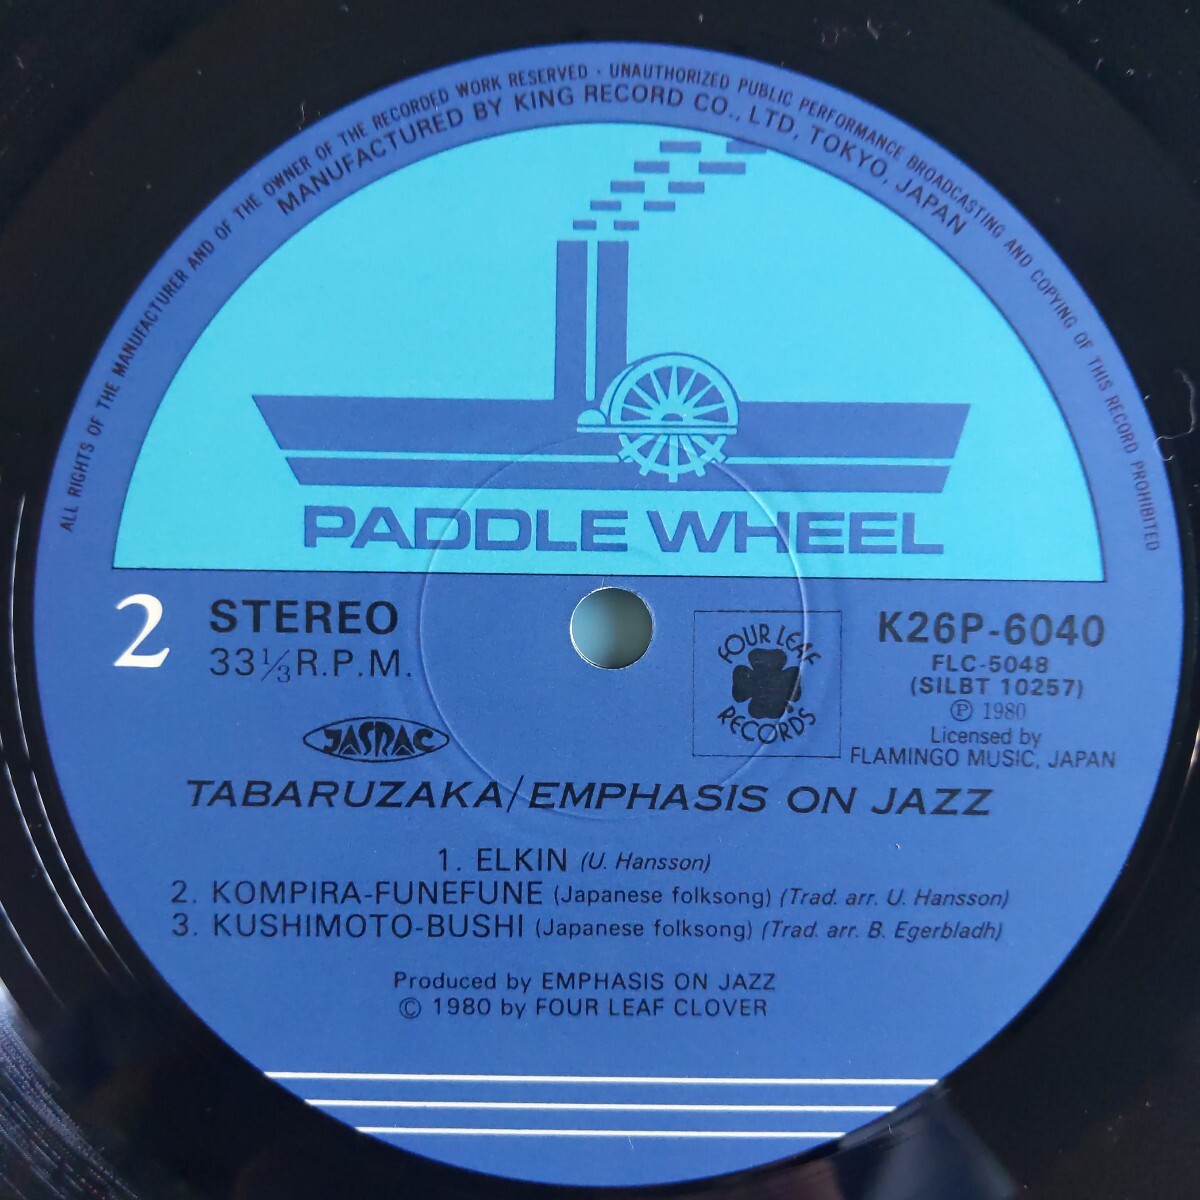 ALL RIGHTS OF THE MANUFACTURER AND OF THE OWNER OF THE RECORDED WORK RESERVED · UNAUTHORIZED PUBLIC PERFORMANCE BROADCASTING AND COPYING OF THIS RECORD PROHIBITED
MANUFACTURED BY KING RECORD CO., LTD, TOKYO, JAPAN
PADDLE WHEEL
2
STEREO
33⅓ R.P.M.
JASRAC
FOUR LEAF
RECORDS
K26P-6040
FLC-5048
(SILBT 10257)
Ⓟ 1980
Licensed by
FLAMINGO MUSIC, JAPAN
TABARUZAKA/EMPHASIS ON JAZZ
1. ELKIN (U. Hansson)
2. KOMPIRA-FUNEFUNE (Japanese folksong) (Trad. arr. U. Hansson)
3. KUSHIMOTO-BUSHI (Japanese folksong) (Trad. arr. B. Egerbladh)
Produced by EMPHASIS ON JAZZ
© 1980 by FOUR LEAF CLOVER